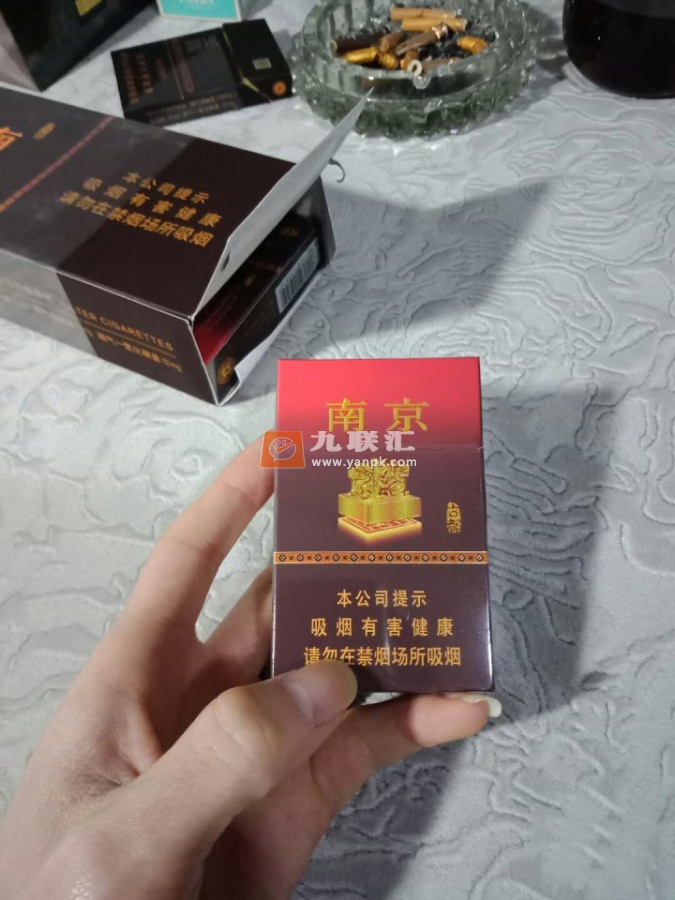 本公司提示
吸烟有害健康
请勿在禁烟场所吸烟
TER CIGARETTES
南京
九联汇
www.yanpk.com
本公司提示
吸烟有害健康
请勿在禁烟场所吸烟